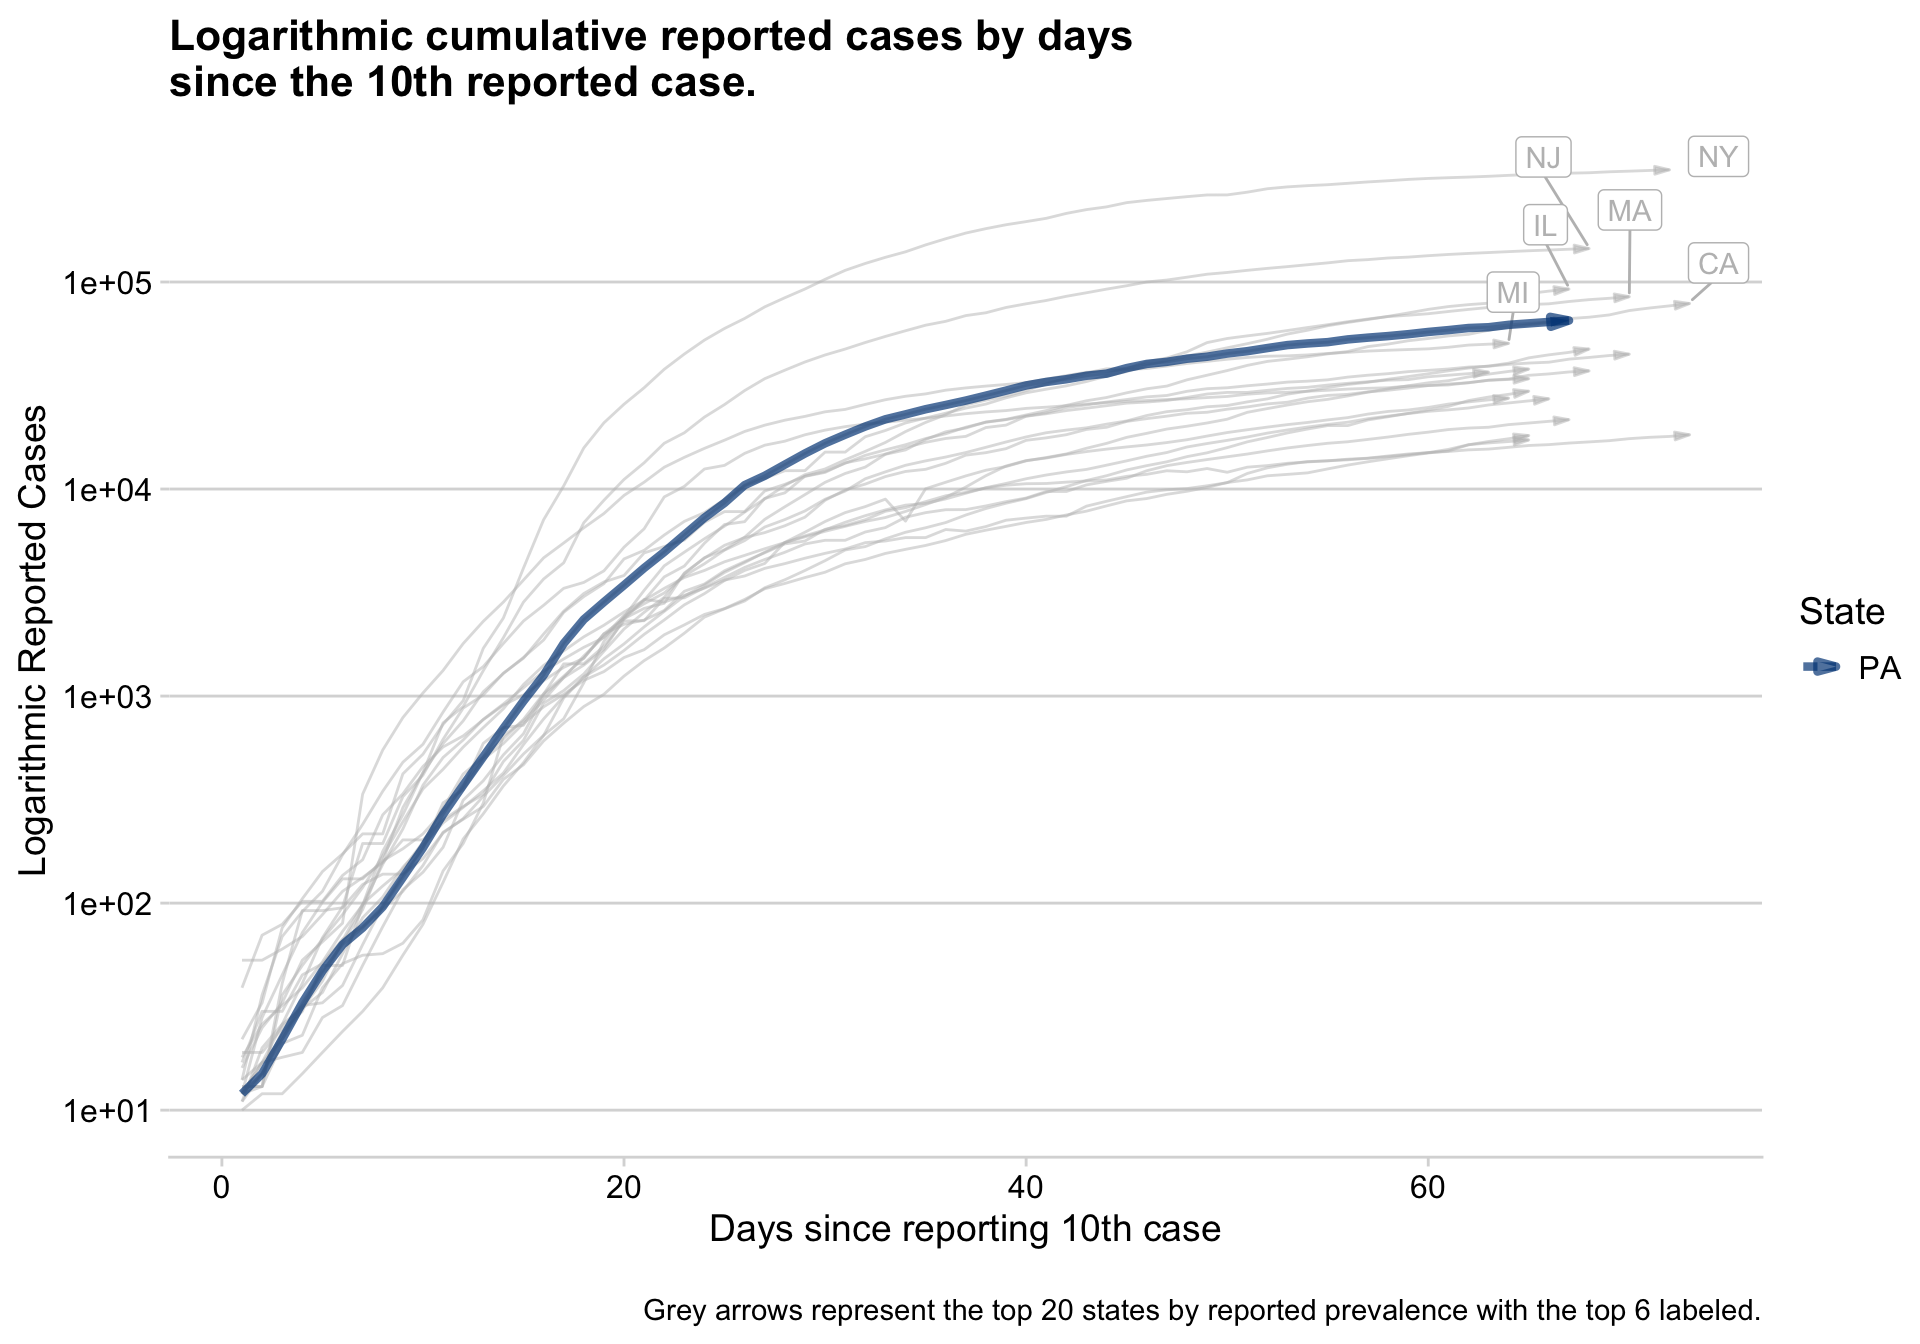 Logarithmic cumulative reported cases by days
since the 10th reported case.
NJ
NY
MA
IL
CA
MI
1e+05
1e+04
1e+03
1e+02
1e+01
Logarithmic Reported Cases
State
PA
0
20
40
60
Days since reporting 10th case
Grey arrows represent the top 20 states by reported prevalence with the top 6 labeled.